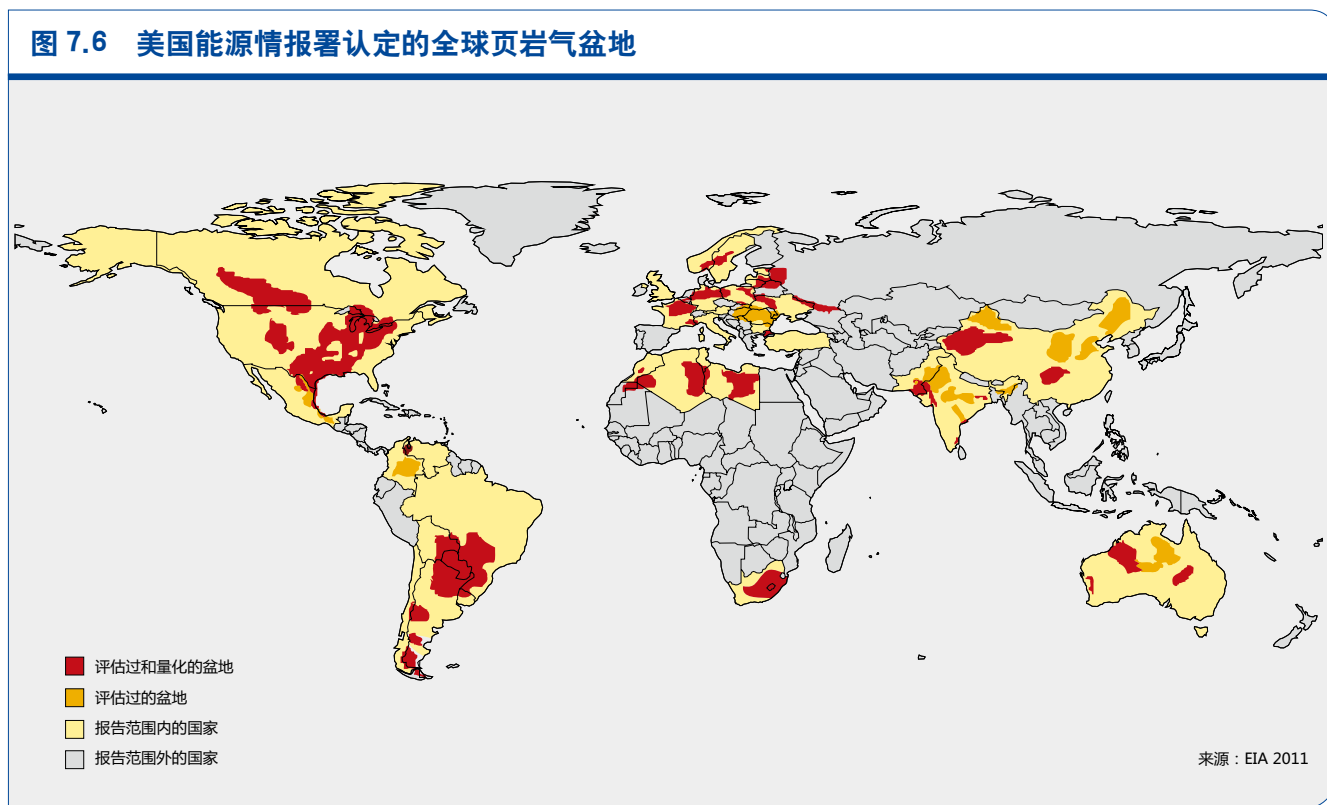 图 7.6 美国能源情报署认定的全球页岩气盆地
评估过和量化的盆地
评估过的盆地
报告范围内的国家
报告范围外的国家
来源：EIA 2011